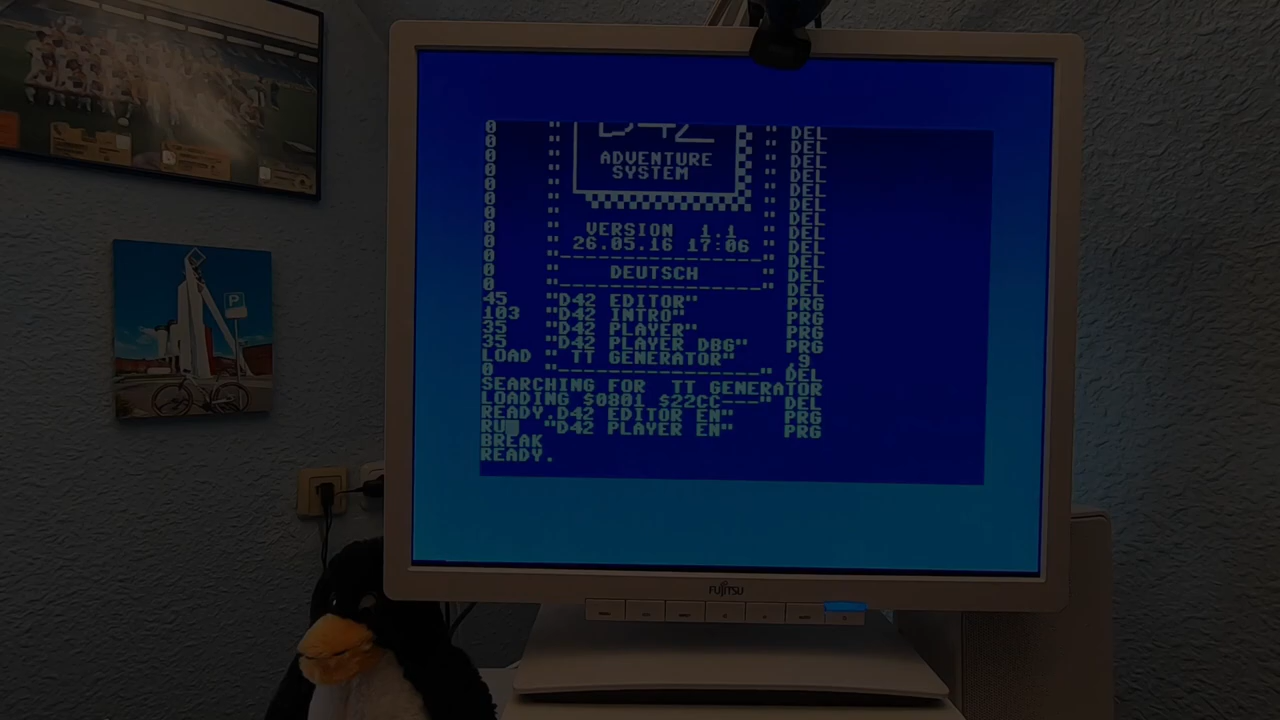 0 " D42 " DEL
0 " " DEL
0 " ADVENTURE " DEL
0 " SYSTEM " DEL
0 " " DEL
0 " " DEL
0 " " DEL
0 " VERSION 1.1 " DEL
0 " 26.05.16 17:06 " DEL
0 "----------------" DEL
0 " DEUTSCH " DEL
0 "----------------" DEL
45 "D42 EDITOR" PRG
103 "D42 INTRO" PRG
35 "D42 PLAYER" PRG
35 "D42 PLAYER DBG" PRG
LOAD " TT GENERATOR" ,9
0 "----------------" DEL
SEARCHING FOR TT GENERATOR
LOADING $0801 $22CC---" DEL
READY.D42 EDITOR EN" PRG
RU "D42 PLAYER EN" PRG
BREAK
READY.
FUJITSU
P